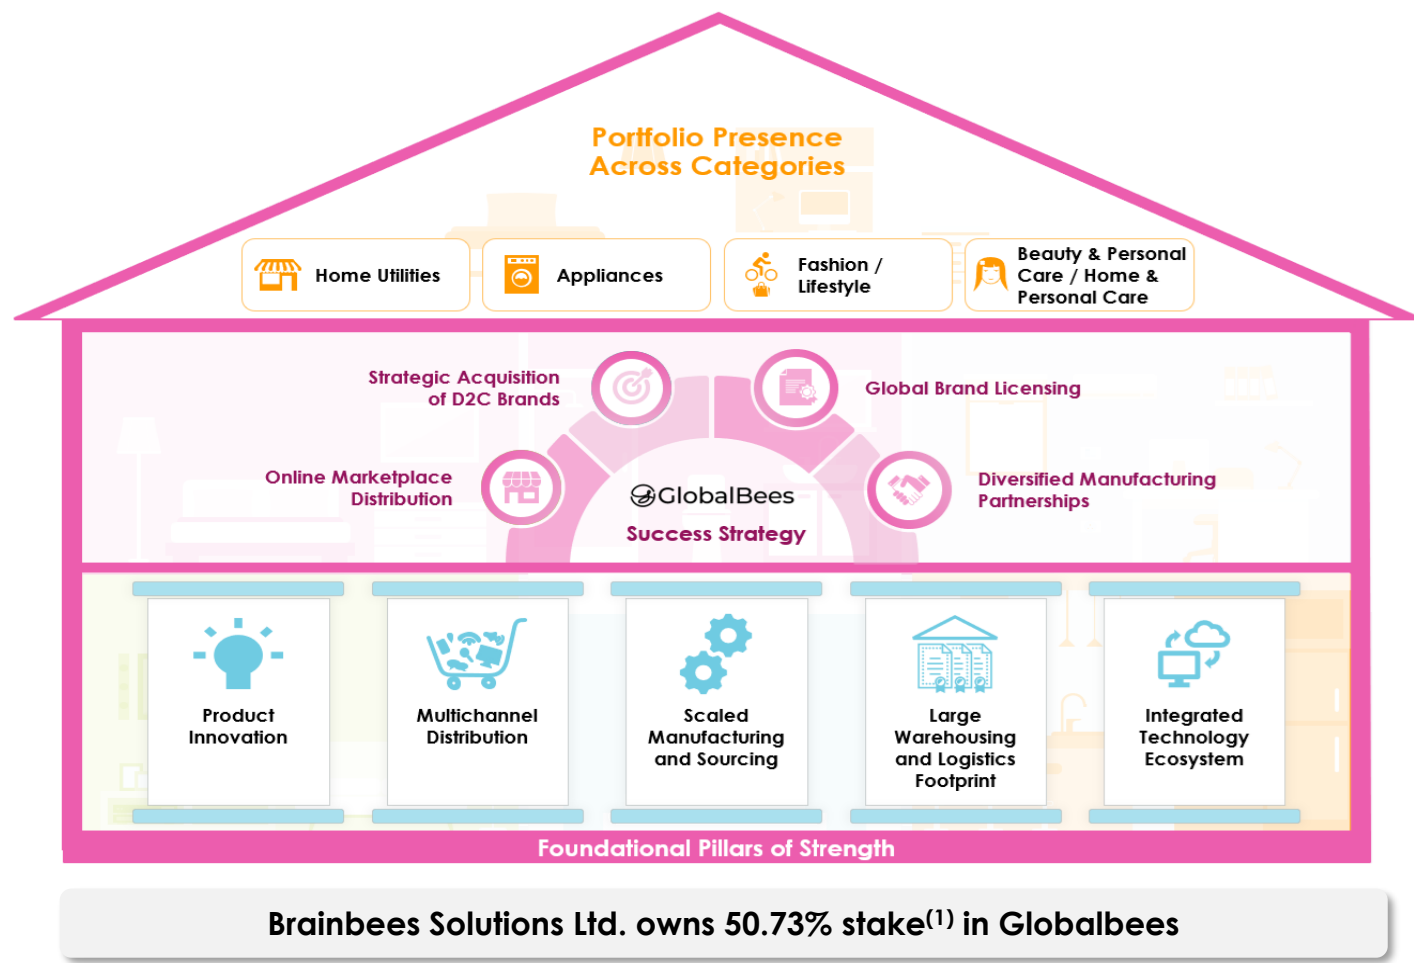 Portfolio Presence
Across Categories
Home Utilities
Appliances
Fashion /
Lifestyle
Beauty & Personal
Care / Home &
Personal Care
Strategic Acquisition
of D2C Brands
Global Brand Licensing
Online Marketplace
Distribution
Diversified Manufacturing
Partnerships
GlobalBees
Success Strategy
Product
Innovation
Multichannel
Distribution
Scaled
Manufacturing
and Sourcing
Large
Warehousing
and Logistics
Footprint
Integrated
Technology
Ecosystem
Foundational Pillars of Strength
Brainbees Solutions Ltd. owns 50.73% stake(1) in Globalbees